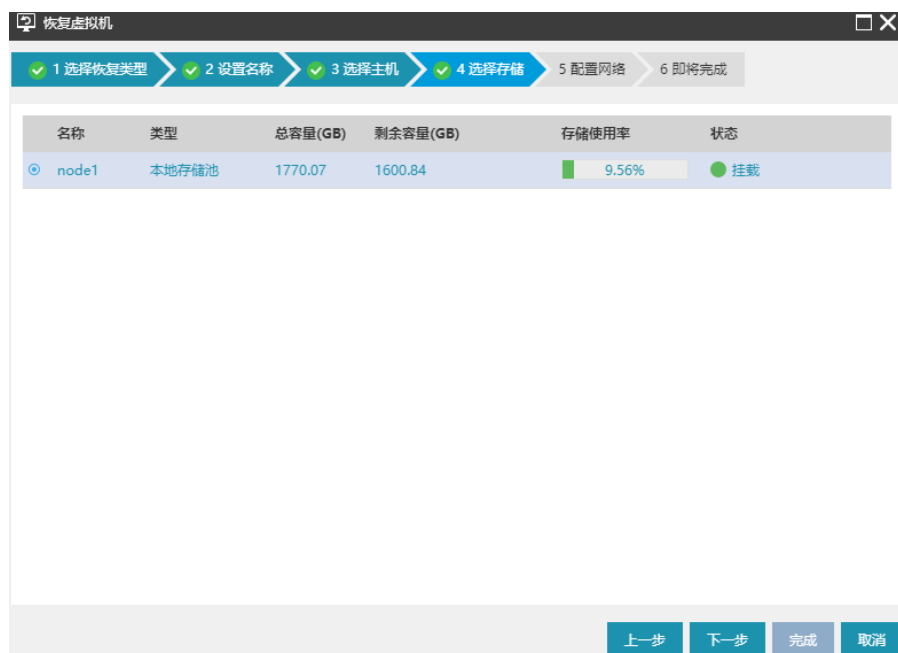 恢复虚拟机
1 选择恢复类型 2 设置名称 3 选择主机 4 选择存储 5 配置网络 6 即将完成
名称 类型 总容量(GB) 剩余容量(GB) 存储使用率 状态
node1 本地存储池 1770.07 1600.84 9.56% 挂载
上一步 下一步 完成 取消